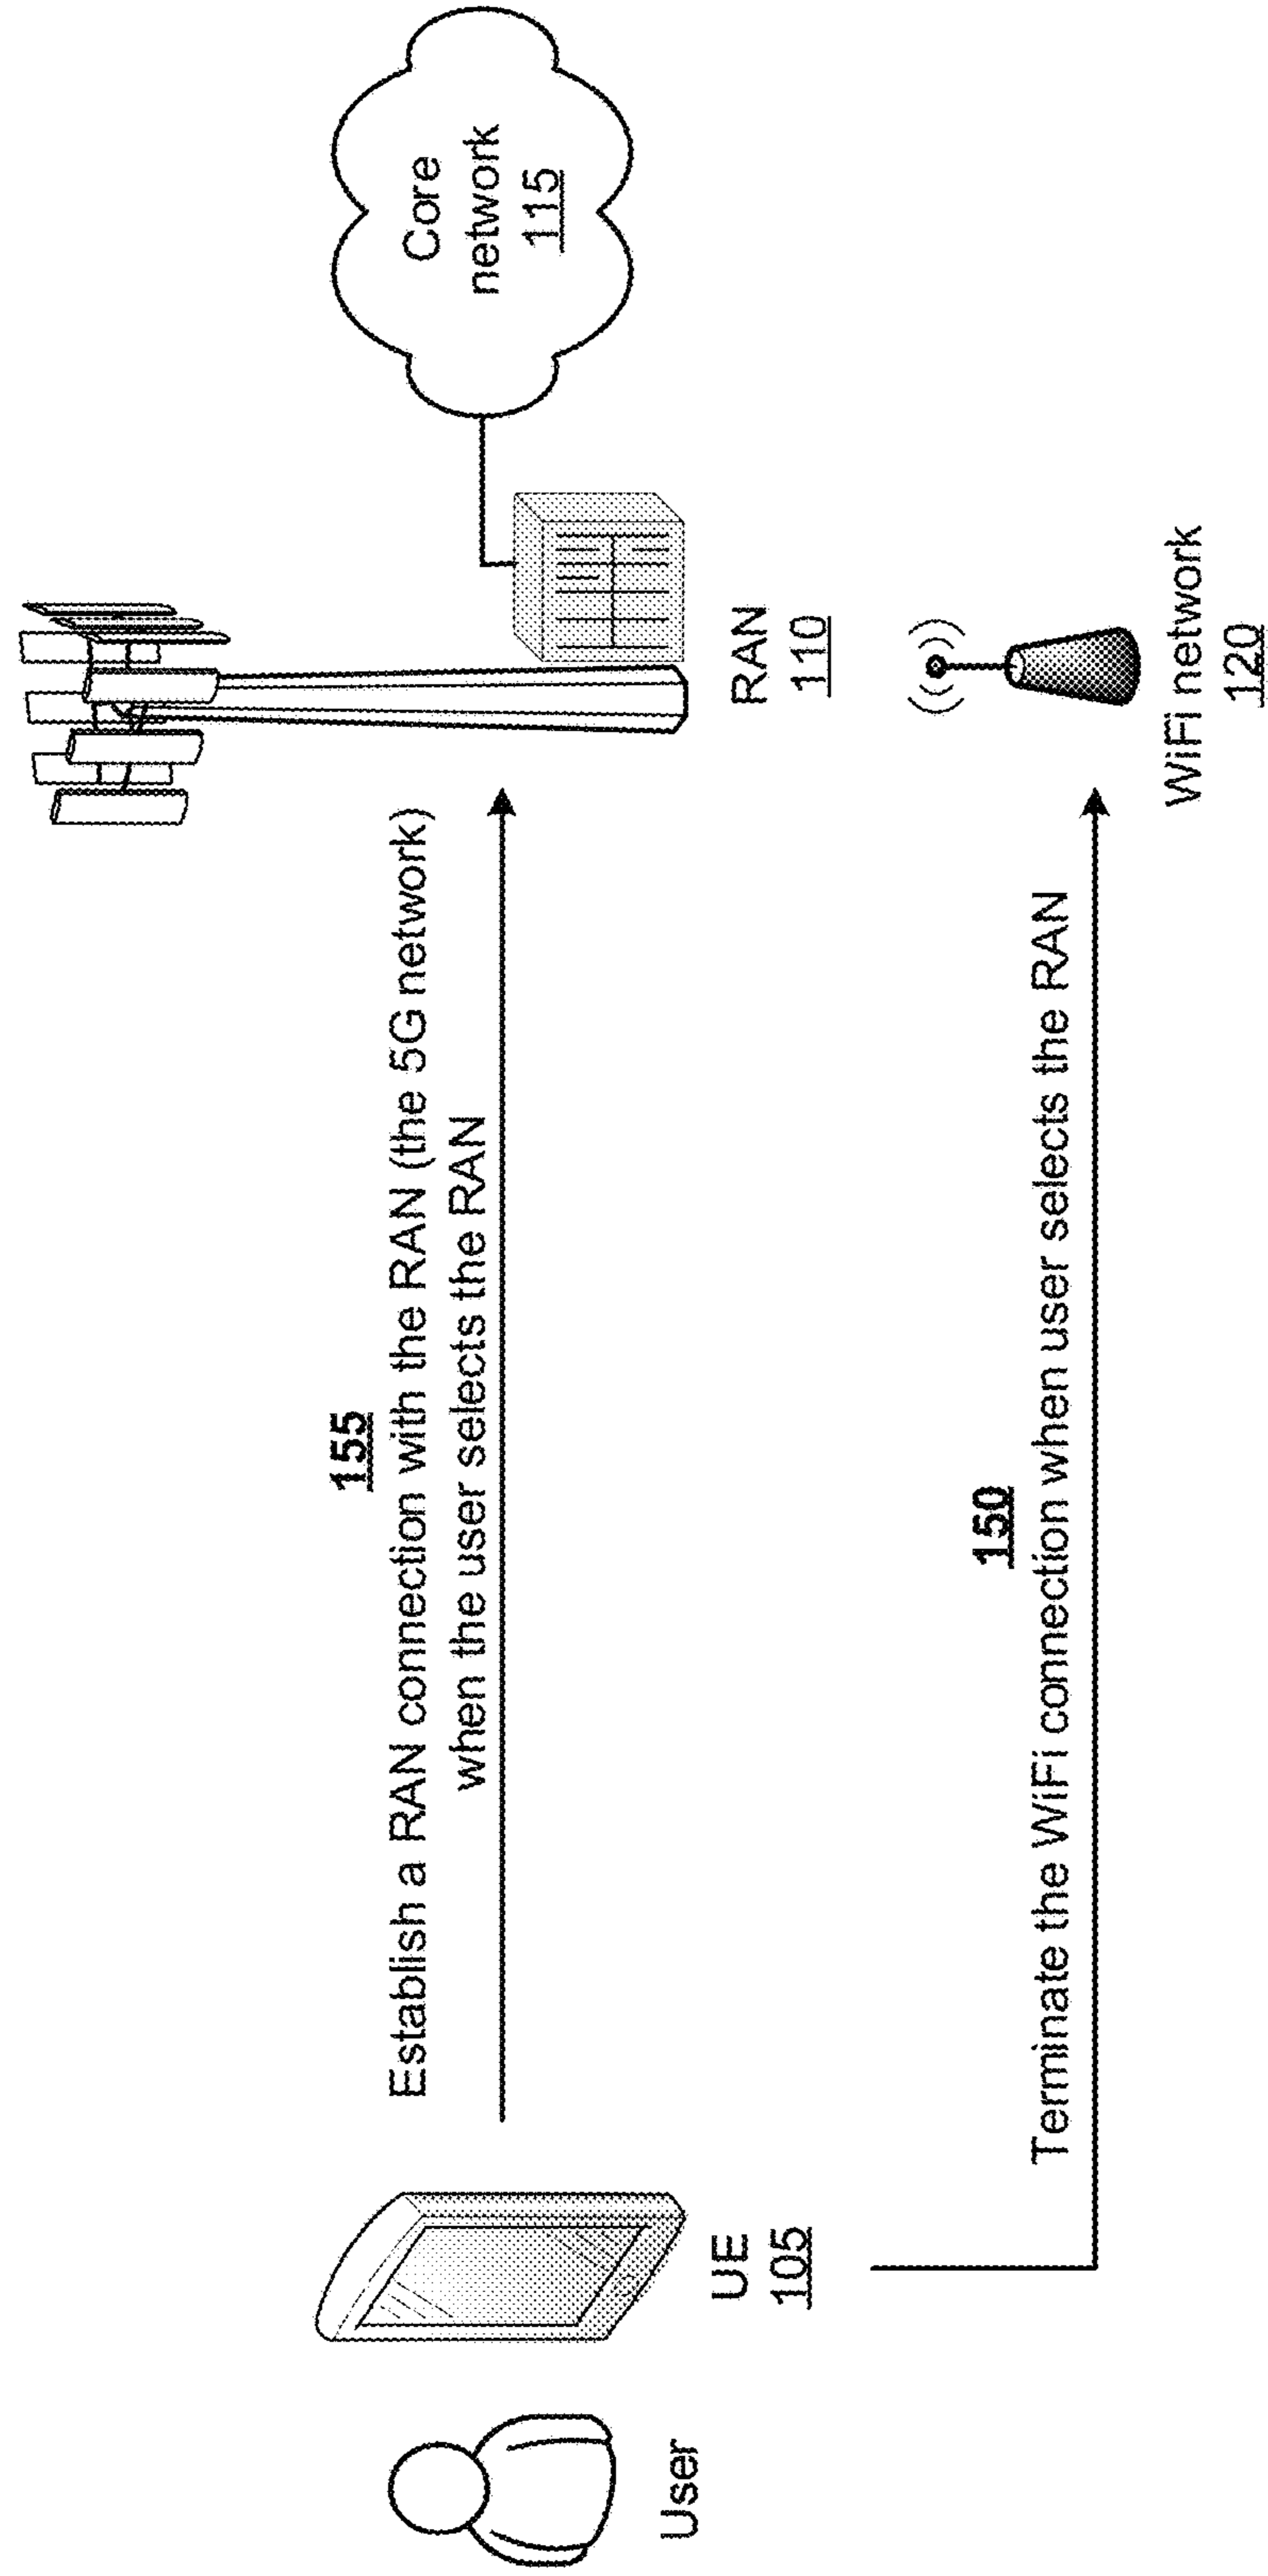 155
Establish a RAN connection with the RAN (the 5G network)
when the user selects the RAN
Core
network
115
User
UE
105
RAN
110
150
Terminate the WiFi connection when user selects the RAN
WiFi network
120